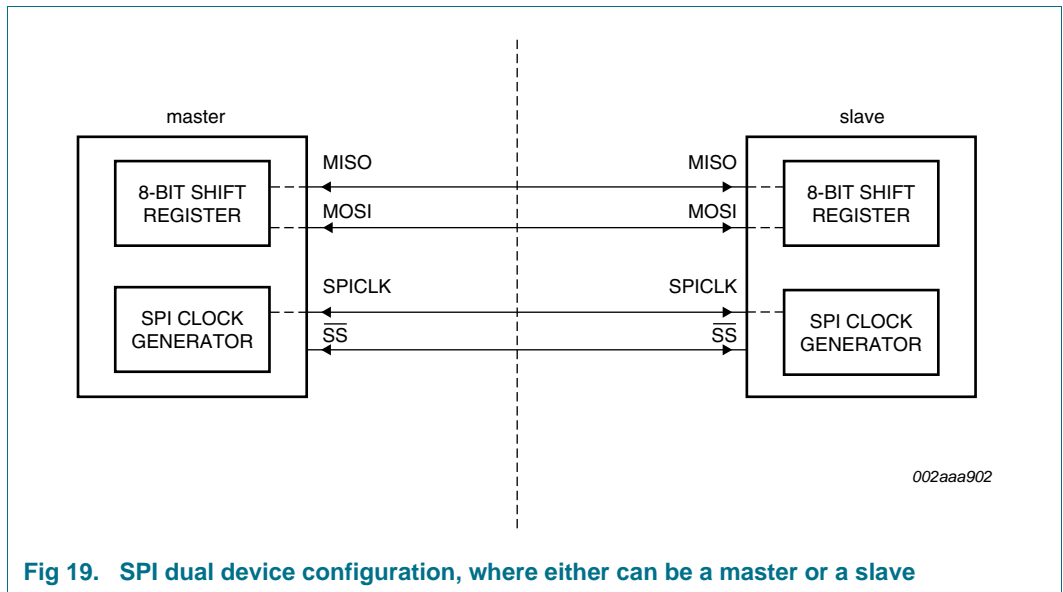 master
slave
MISO
MISO
8-BIT SHIFT
REGISTER
8-BIT SHIFT
REGISTER
MOSI
MOSI
SPICLK
SPICLK
SPI CLOCK
GENERATOR
SPI CLOCK
GENERATOR
SS
SS
002aaa902
Fig 19. SPI dual device configuration, where either can be a master or a slave